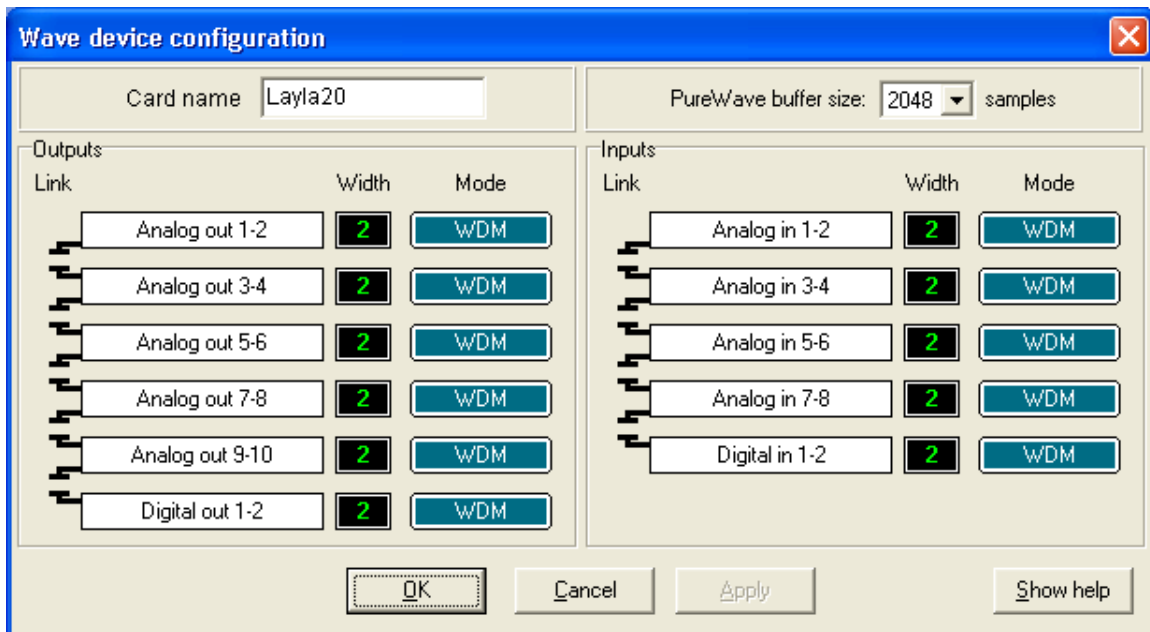 Wave device configuration
Card name Layla20
PureWave buffer size: 2048 samples
Outputs
Link Width Mode
Analog out 1-2 2 WDM
Analog out 3-4 2 WDM
Analog out 5-6 2 WDM
Analog out 7-8 2 WDM
Analog out 9-10 2 WDM
Digital out 1-2 2 WDM
Inputs
Link Width Mode
Analog in 1-2 2 WDM
Analog in 3-4 2 WDM
Analog in 5-6 2 WDM
Analog in 7-8 2 WDM
Digital in 1-2 2 WDM
OK Cancel Apply Show help